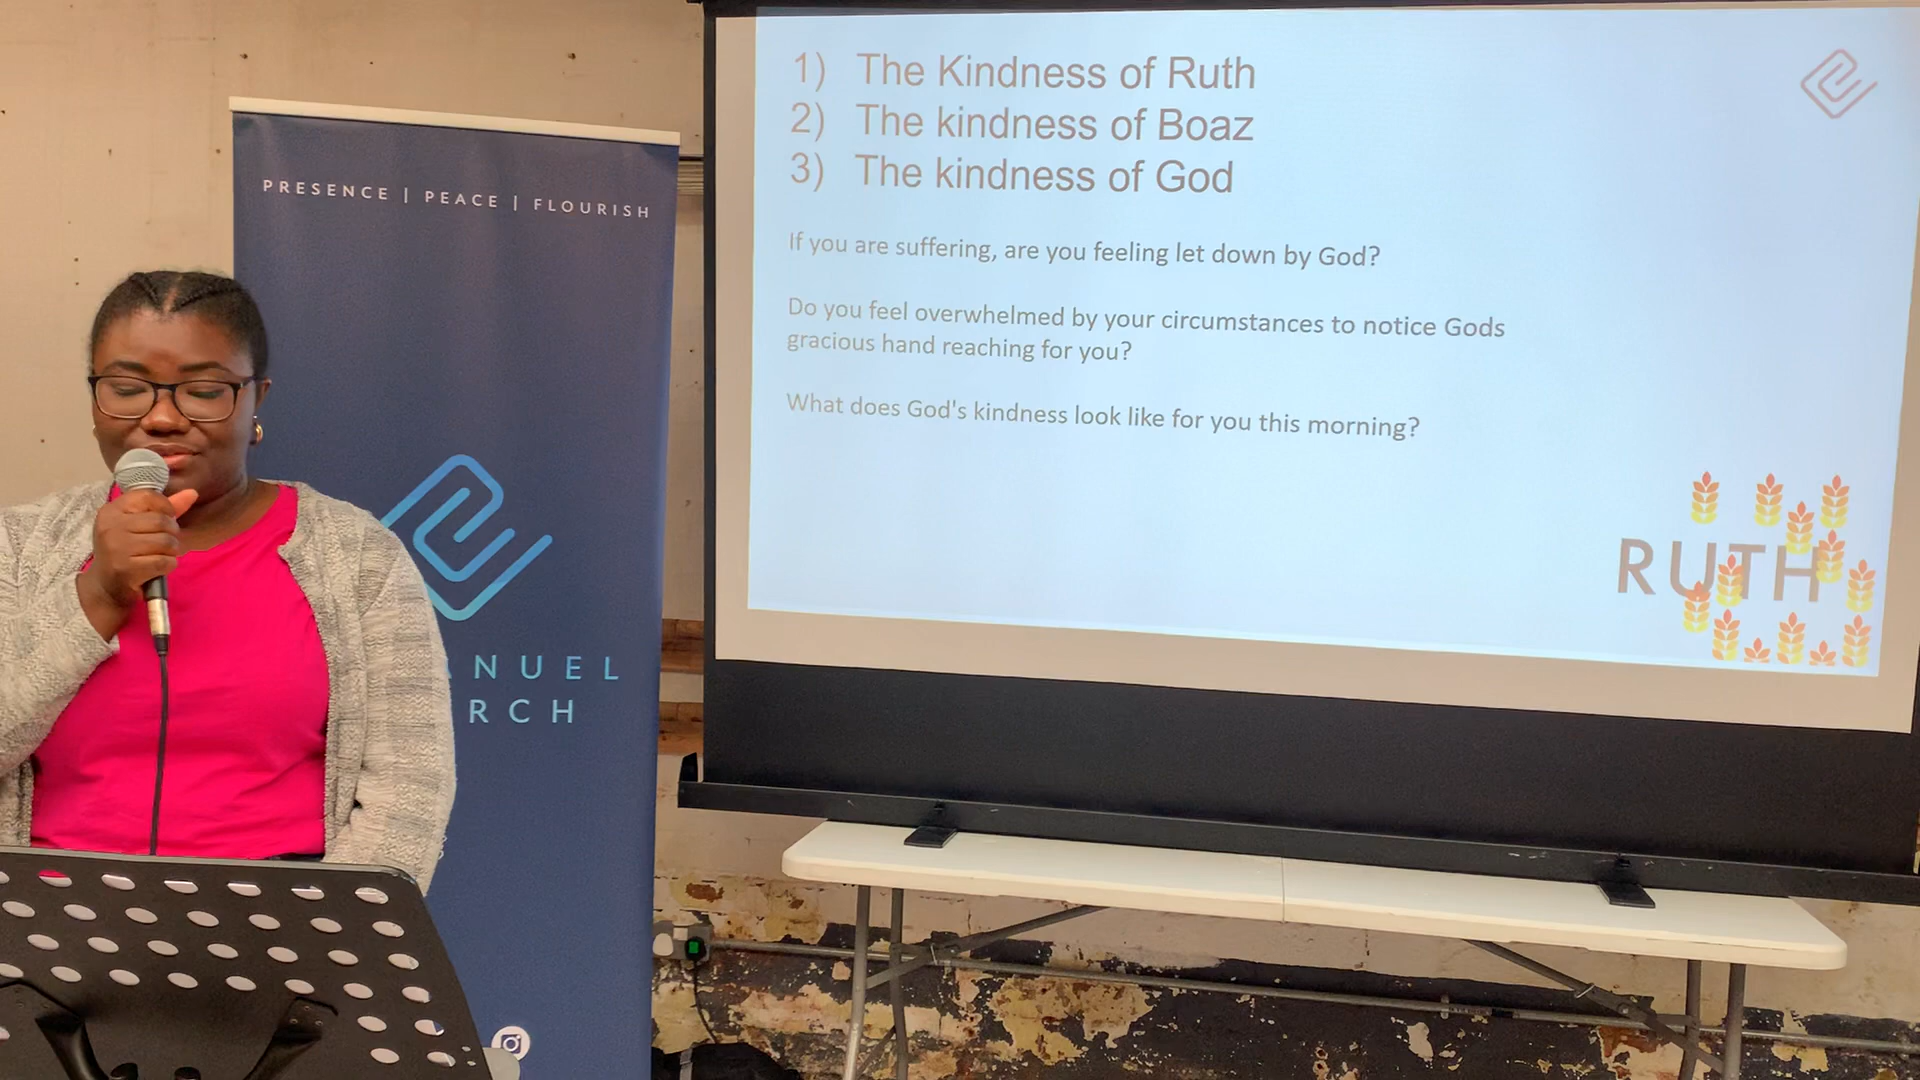 PRESENCE | PEACE | FLOURISH
NUEL
RCH
1) The Kindness of Ruth
2) The kindness of Boaz
3) The kindness of God
If you are suffering, are you feeling let down by God?
Do you feel overwhelmed by your circumstances to notice Gods
gracious hand reaching for you?
What does God's kindness look like for you this morning?
RUTH